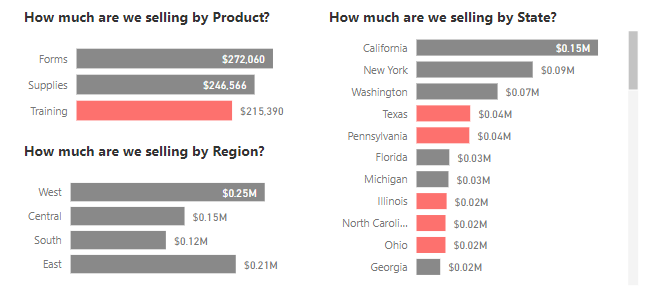 How much are we selling by Product?
Forms $272,060
Supplies $246,566
Training $215,390
How much are we selling by Region?
West $0.25M
Central $0.15M
South $0.12M
East $0.21M
How much are we selling by State?
California $0.15M
New York $0.09M
Washington $0.07M
Texas $0.04M
Pennsylvania $0.04M
Florida $0.03M
Michigan $0.03M
Illinois $0.02M
North Caroli... $0.02M
Ohio $0.02M
Georgia $0.02M